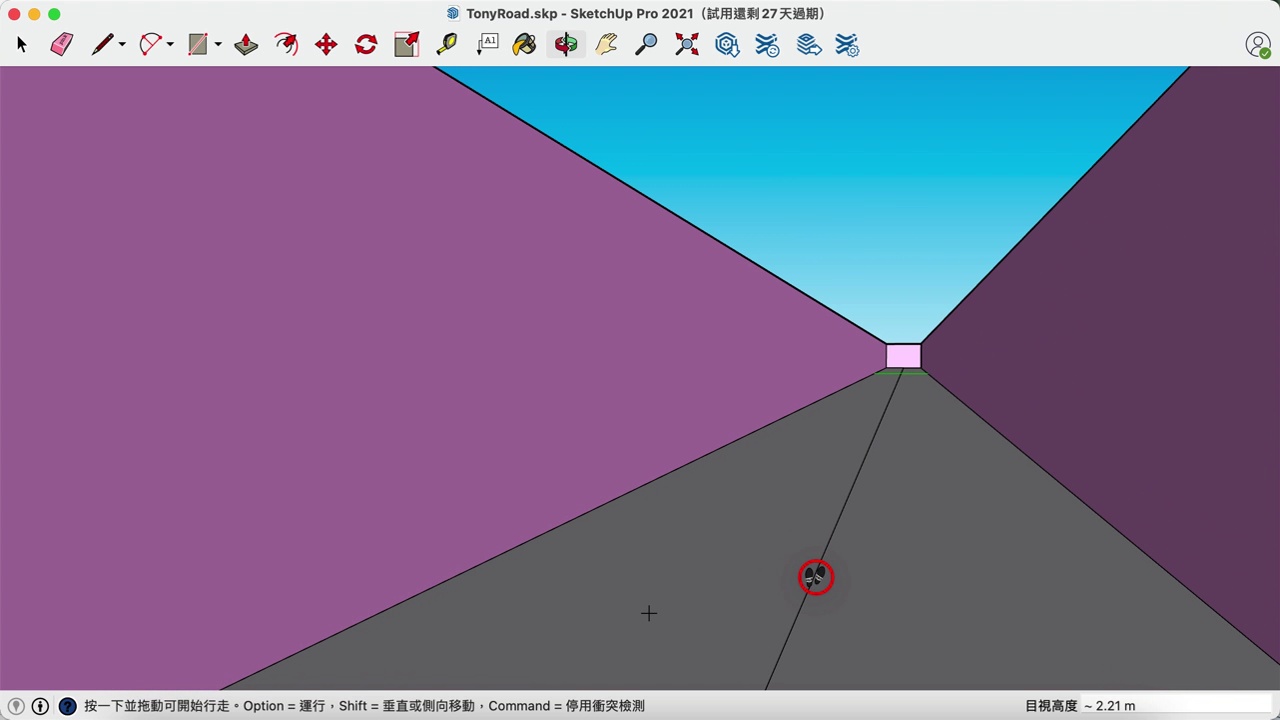 TonyRoad.skp - SketchUp Pro 2021（試用還剩 27 天過期）
A1
按一下並拖動可開始行走。Option = 運行，Shift = 垂直或側向移動，Command = 停用衝突檢測
目視高度 ~ 2.21 m